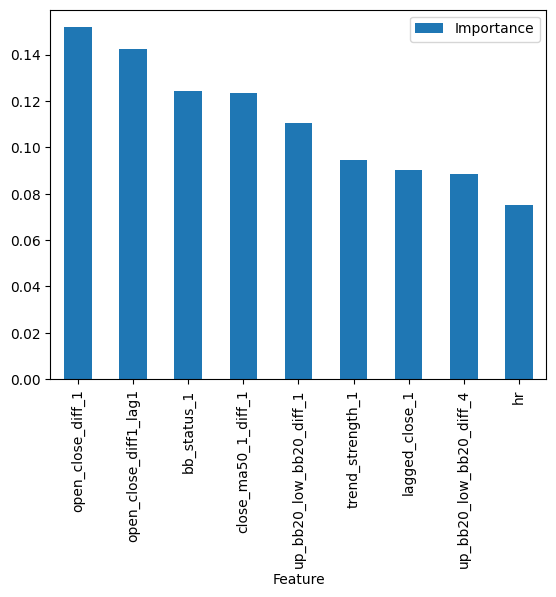 Importance
0.14
0.12
0.10
0.08
0.06
0.04
0.02
0.00
open_close_diff_1
open_close_diff1_lag1
bb_status_1
close_ma50_1_diff_1
up_bb20_low_bb20_diff_1
trend_strength_1
lagged_close_1
up_bb20_low_bb20_diff_4
hr
Feature